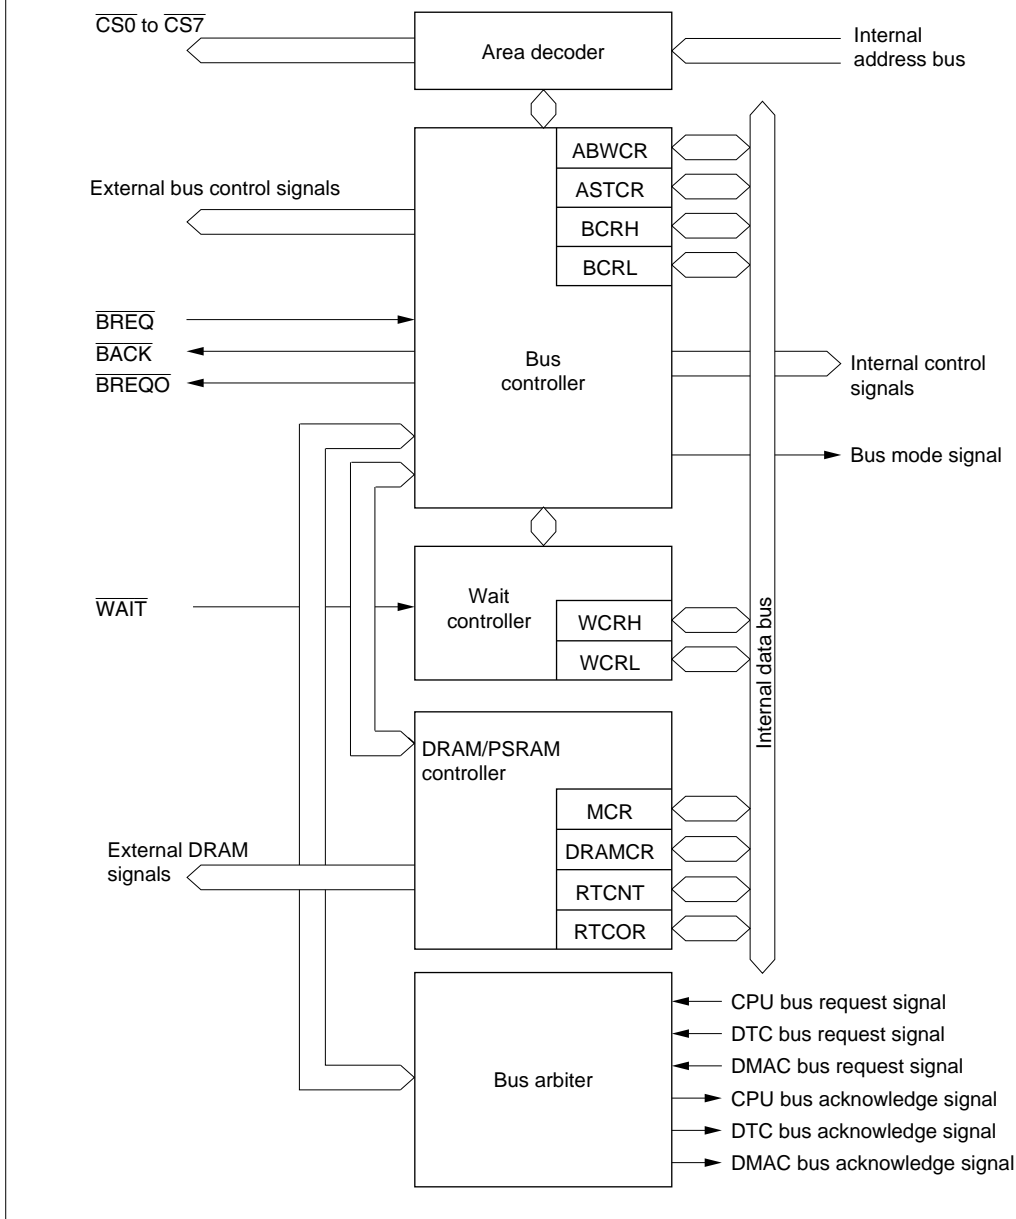 CS0 to CS7
Area decoder
Internal
address bus
ABWCR
ASTCR
BCRH
BCRL
External bus control signals
BREQ
BACK
BREQO
Bus
controller
Internal control
signals
Bus mode signal
WAIT
Wait
controller
WCRH
WCRL
Internal data bus
DRAM/PSRAM
controller
MCR
DRAMCR
RTCNT
RTCOR
External DRAM
signals
Bus arbiter
CPU bus request signal
DTC bus request signal
DMAC bus request signal
CPU bus acknowledge signal
DTC bus acknowledge signal
DMAC bus acknowledge signal